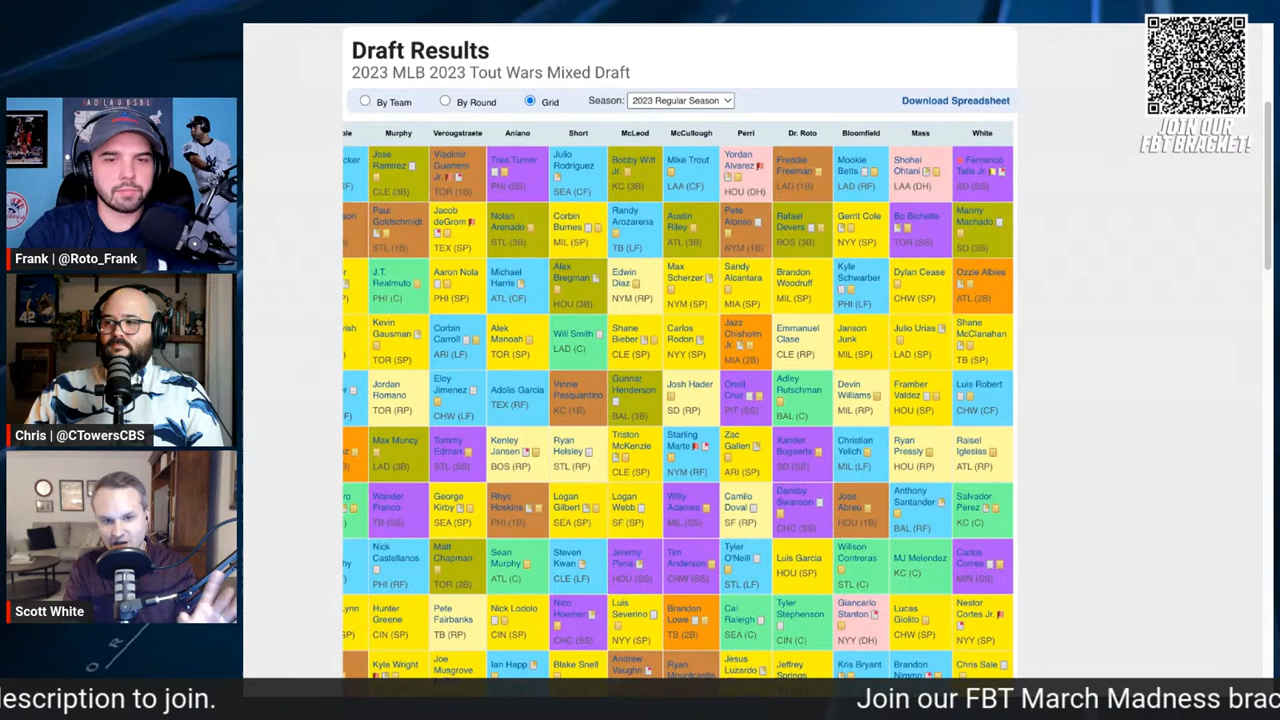 Draft Results
2023 MLB 2023 Tout Wars Mixed Draft
By Team By Round Grid Season: 2023 Regular Season Download Spreadsheet
Murphy Verougstraete Aniano Short McLeod McCullough Perri Dr. Roto Bloomfield Mass White
Jose Vladimir Trea Turner Julio Bobby Witt Mike Trout Yordan Freddie Mookie Shohei Fernando
Ramirez Guerrero Rodriguez Jr. Alvarez Freeman Betts Ohtani Tatis Jr.
Jr.
CLE (3B) TOR (1B) PHI (SS) SEA (CF) KC (3B) LAA (CF) HOU (DH) LAD (1B) LAD (RF) LAA (DH) SD (SS)
Paul Jacob Nolan Corbin Randy Austin Pete Rafael Gerrit Cole Bo Bichette Manny
Goldschmidt deGrom Arenado Burnes Arozarena Riley Alonso Devers Machado
STL (1B) TEX (SP) STL (3B) MIL (SP) TB (LF) ATL (3B) NYM (1B) BOS (3B) NYY (SP) TOR (SS) SD (3B)
J.T. Aaron Nola Michael Alex Edwin Max Sandy Brandon Kyle Dylan Cease Ozzie Albies
Realmuto Harris Bregman Diaz Scherzer Alcantara Woodruff Schwarber
PHI (C) PHI (SP) ATL (CF) HOU (3B) NYM (RP) NYM (SP) MIA (SP) MIL (SP) PHI (LF) CHW (SP) ATL (2B)
Kevin Corbin Alek Will Smith Shane Carlos Jazz Emmanuel Janson Julio Urias Shane
Gausman Carroll Manoah Bieber Rodon Chisholm Clase Junk McClanahan
Jr.
TOR (SP) ARI (LF) TOR (SP) LAD (C) CLE (SP) NYY (SP) MIA (2B) CLE (RP) MIL (SP) LAD (SP) TB (SP)
Jordan Eloy Adolis Garcia Vinnie Gunnar Josh Hader Oneil Adley Devin Framber Luis Robert
Romano Jimenez Pasquantino Henderson Cruz Rutschman Williams Valdez
TOR (RP) CHW (LF) TEX (RF) KC (1B) BAL (3B) SD (RP) PIT (SS) BAL (C) MIL (RP) HOU (SP) CHW (CF)
Max Muncy Tommy Kenley Ryan Triston Starling Zac Xander Christian Ryan Raisel
Edman Jansen Helsley McKenzie Marte Gallen Bogaerts Yelich Pressly Iglesias
LAD (3B) STL (SS) BOS (RP) STL (RP) CLE (SP) NYM (RF) ARI (SP) SD (SS) MIL (LF) HOU (RP) ATL (RP)
Wander George Rhys Logan Logan Willy Camilo Dansby Jose Anthony Salvador
Franco Kirby Hoskins Gilbert Webb Adames Doval Swanson Abreu Santander Perez
TB (SS) SEA (SP) PHI (1B) SEA (SP) SF (SP) MIL (SS) SF (RP) CHC (SS) HOU (1B) BAL (RF) KC (C)
Nick Matt Sean Steven Jeremy Tim Tyler Luis Garcia Willson MJ Melendez Carlos
Castellanos Chapman Murphy Kwan Pena Anderson O'Neill Contreras Correa
PHI (RF) TOR (3B) ATL (C) CLE (LF) HOU (SS) CHW (SS) STL (LF) HOU (SP) STL (C) KC (C) MIN (SS)
Hunter Pete Nick Lodolo Nico Luis Brandon Cal Tyler Giancarlo Lucas Nestor
Greene Fairbanks Hoerner Severino Lowe Raleigh Stephenson Stanton Giolito Cortes Jr.
CIN (SP) TB (RP) CIN (SP) CHC (SS) NYY (SP) TB (2B) SEA (C) CIN (C) NYY (DH) CHW (SP) NYY (SP)
Kyle Wright Joe Ian Happ Blake Snell Andrew Ryan Jesus Jeffrey Kris Bryant Brandon Chris Sale
Musgrove Vaughn Mountcastle Luzardo Springs Nimmo
JOIN OUR
FBT BRACKET!
Frank | @Roto_Frank
Chris | @CTowersCBS
Scott White
description to join. Join our FBT March Madness brac